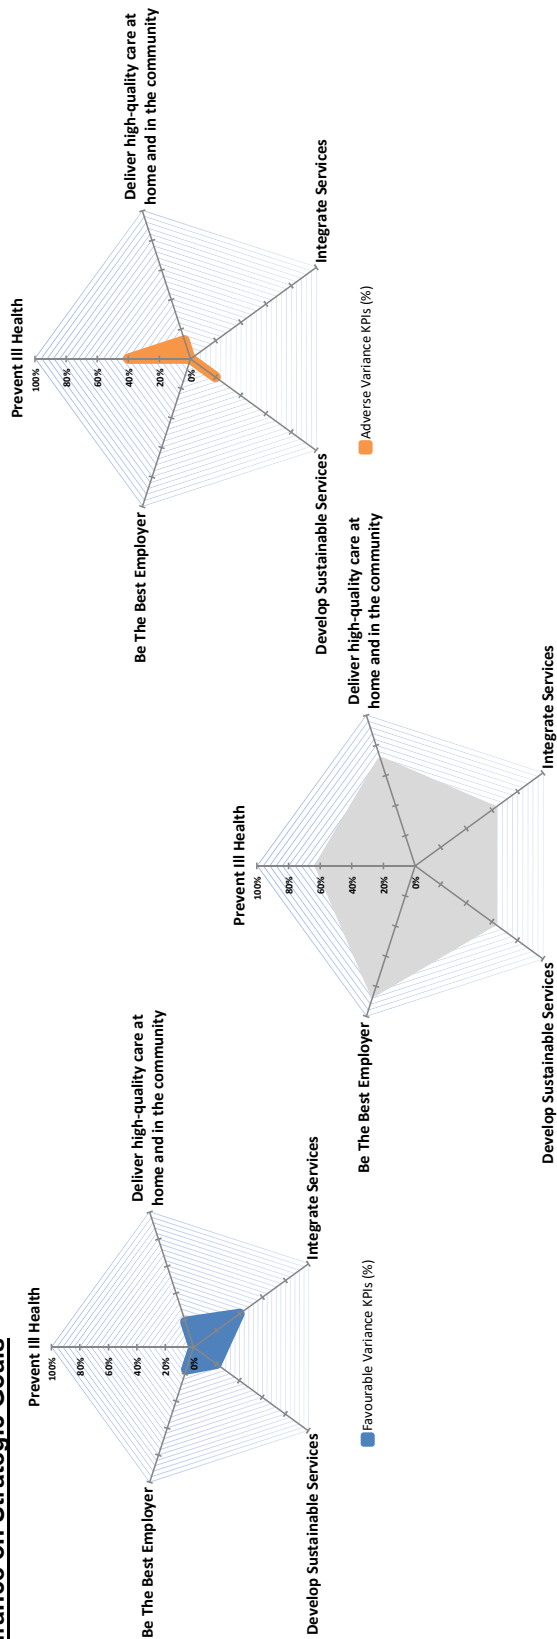 on Strategic Goals
Prevent Ill Health
100%
80%
60%
40%
20%
0%
Be The Best Employer
Deliver high-quality care at
home and in the community
Develop Sustainable Services
Integrate Services
Favourable Variance KPIs (%)
Prevent Ill Health
100%
80%
60%
40%
20%
0%
Be The Best Employer
Deliver high-quality care at
home and in the community
Develop Sustainable Services
Integrate Services
Prevent Ill Health
100%
80%
60%
40%
20%
0%
Be The Best Employer
Deliver high-quality care at
home and in the community
Develop Sustainable Services
Integrate Services
Adverse Variance KPIs (%)